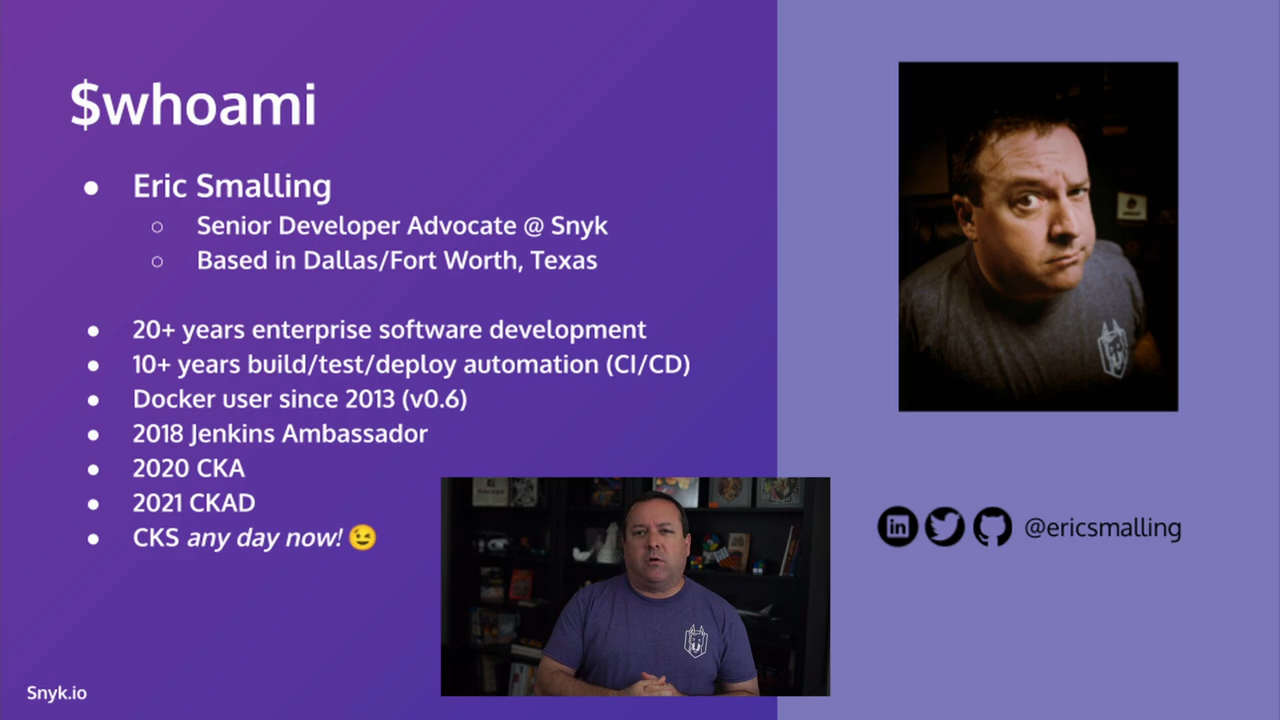 $whoami
● Eric Smalling
○ Senior Developer Advocate @ Snyk
○ Based in Dallas/Fort Worth, Texas
● 20+ years enterprise software development
● 10+ years build/test/deploy automation (CI/CD)
● Docker user since 2013 (v0.6)
● 2018 Jenkins Ambassador
● 2020 CKA
● 2021 CKAD
● CKS any day now! 😉
in @ericsmalling
Snyk.io